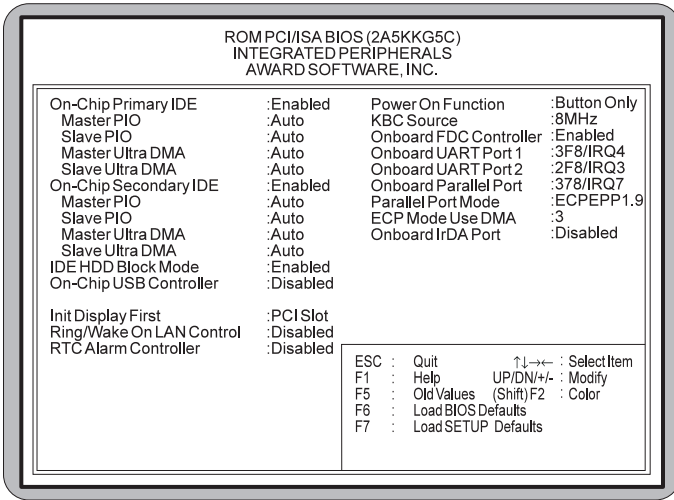 ROM PCI/ISA BIOS (2A5KKG5C)
INTEGRATED PERIPHERALS
AWARD SOFTWARE, INC.
On-Chip Primary IDE :Enabled
Master PIO :Auto
Slave PIO :Auto
Master Ultra DMA :Auto
Slave Ultra DMA :Auto
On-Chip Secondary IDE :Enabled
Master PIO :Auto
Slave PIO :Auto
Master Ultra DMA :Auto
Slave Ultra DMA :Auto
IDE HDD Block Mode :Enabled
On-Chip USB Controller :Disabled
Init Display First :PCI Slot
Ring/Wake On LAN Control :Disabled
RTC Alarm Controller :Disabled
Power On Function :Button Only
KBC Source :8MHz
Onboard FDC Controller :Enabled
Onboard UART Port 1 :3F8/IRQ4
Onboard UART Port 2 :2F8/IRQ3
Onboard Parallel Port :378/IRQ7
Parallel Port Mode :ECPEPP1.9
ECP Mode Use DMA :3
Onboard IrDA Port :Disabled
ESC : Quit ↑↓→← : Select Item
F1 : Help UP/DN/+/- : Modify
F5 : Old Values (Shift) F2 : Color
F6 : Load BIOS Defaults
F7 : Load SETUP Defaults